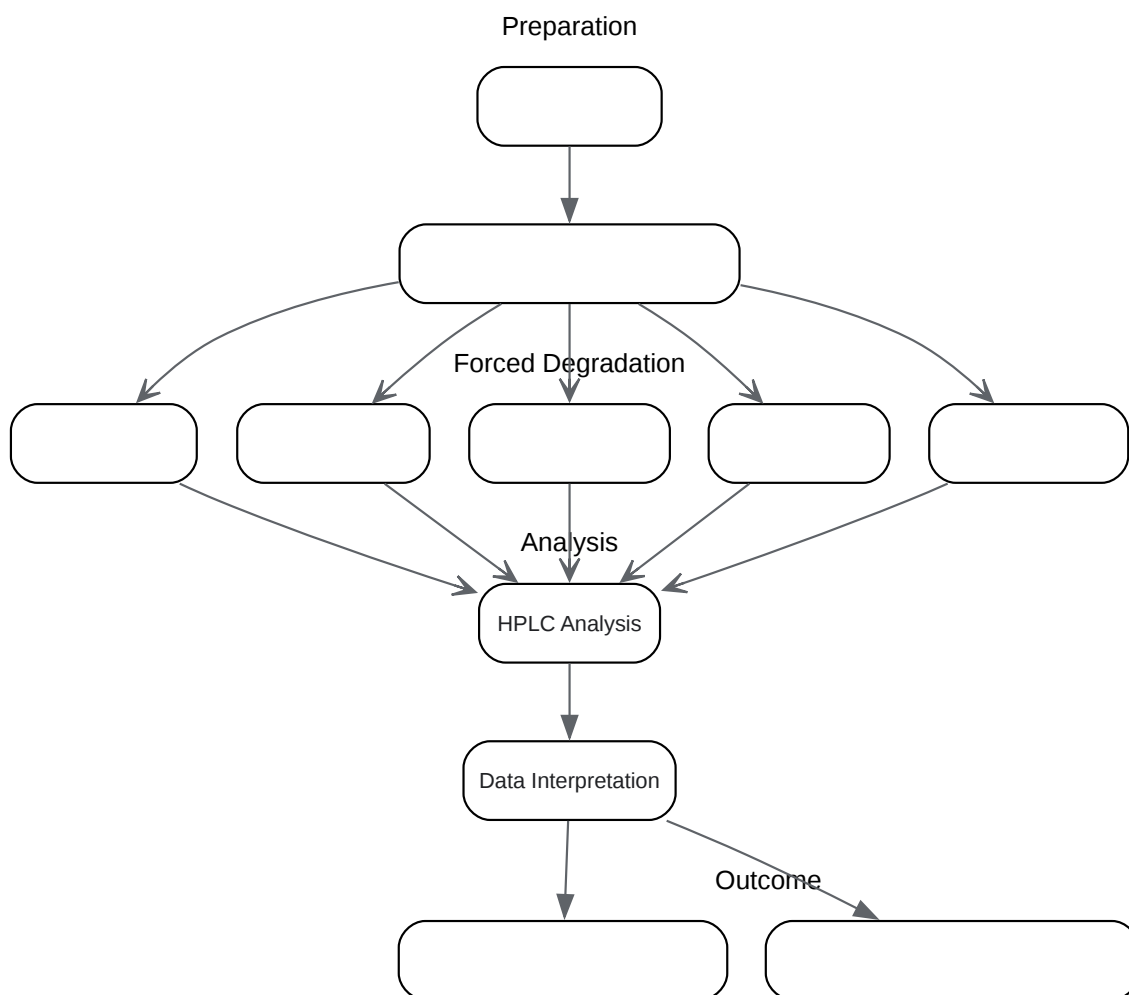 Preparation
Forced Degradation
Analysis
HPLC Analysis
Data Interpretation
Outcome